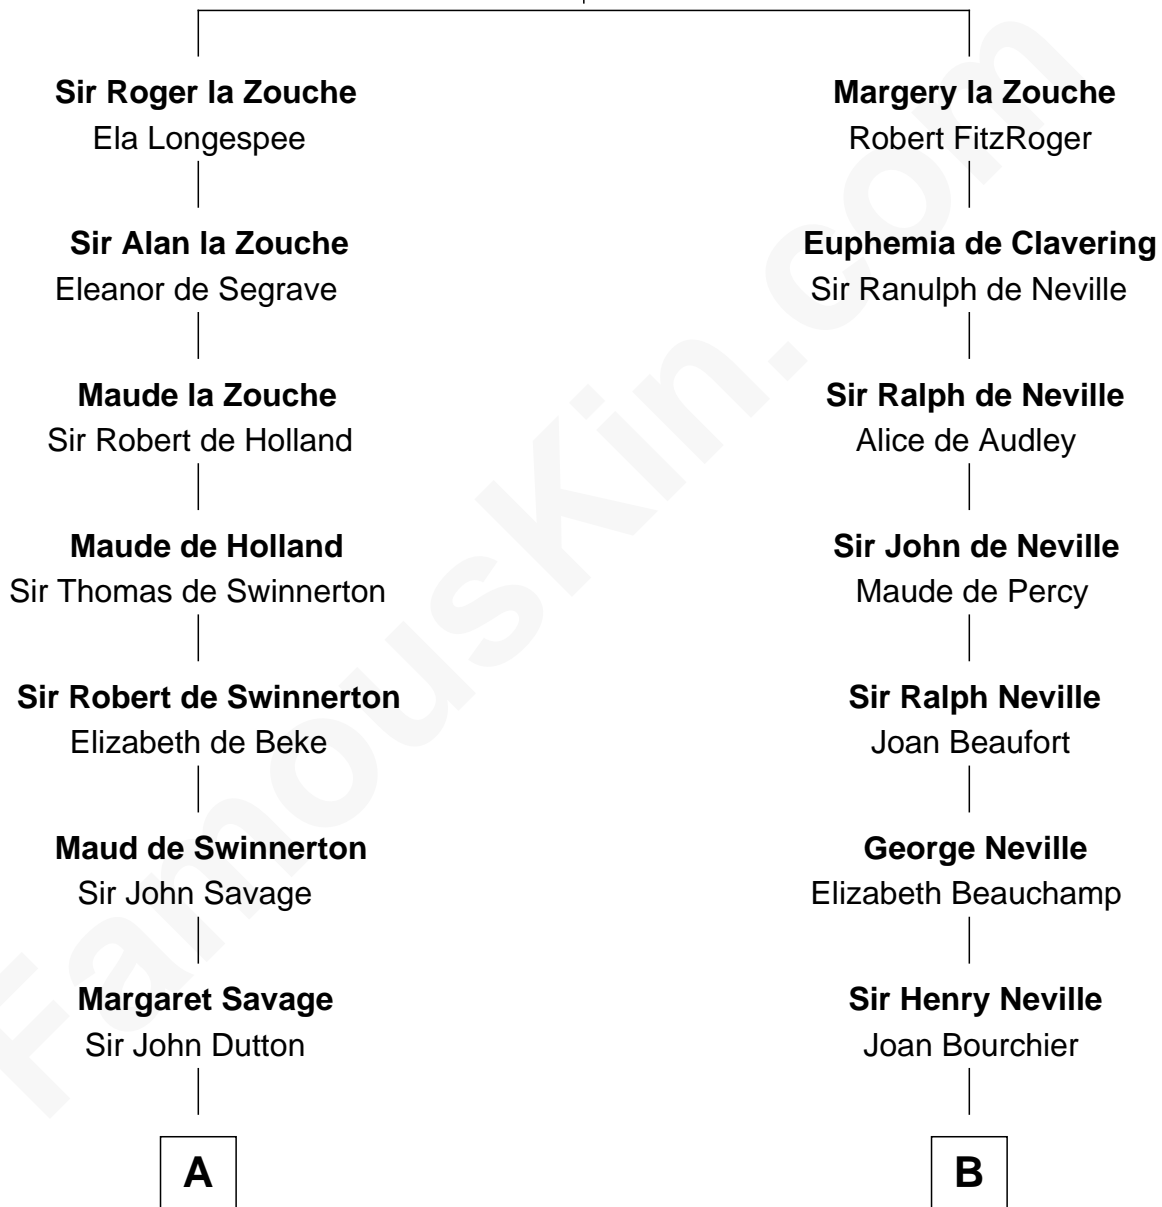 Sir Roger la Zouche
Ela Longespee
Margery la Zouche
Robert FitzRoger
Sir Alan la Zouche
Eleanor de Segrave
Euphemia de Clavering
Sir Ranulph de Neville
Maude la Zouche
Sir Robert de Holland
Sir Ralph de Neville
Alice de Audley
Maude de Holland
Sir Thomas de Swinnerton
Sir John de Neville
Maude de Percy
Sir Robert de Swinnerton
Elizabeth de Beke
Sir Ralph Neville
Joan Beaufort
Maud de Swinnerton
Sir John Savage
George Neville
Elizabeth Beauchamp
Margaret Savage
Sir John Dutton
Sir Henry Neville
Joan Bourchier
A
B
FamousKin.com